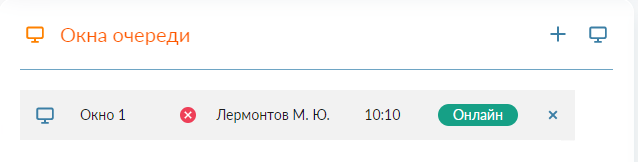 Окна очереди
Окно 1 Лермонтов М. Ю. 10:10 Онлайн